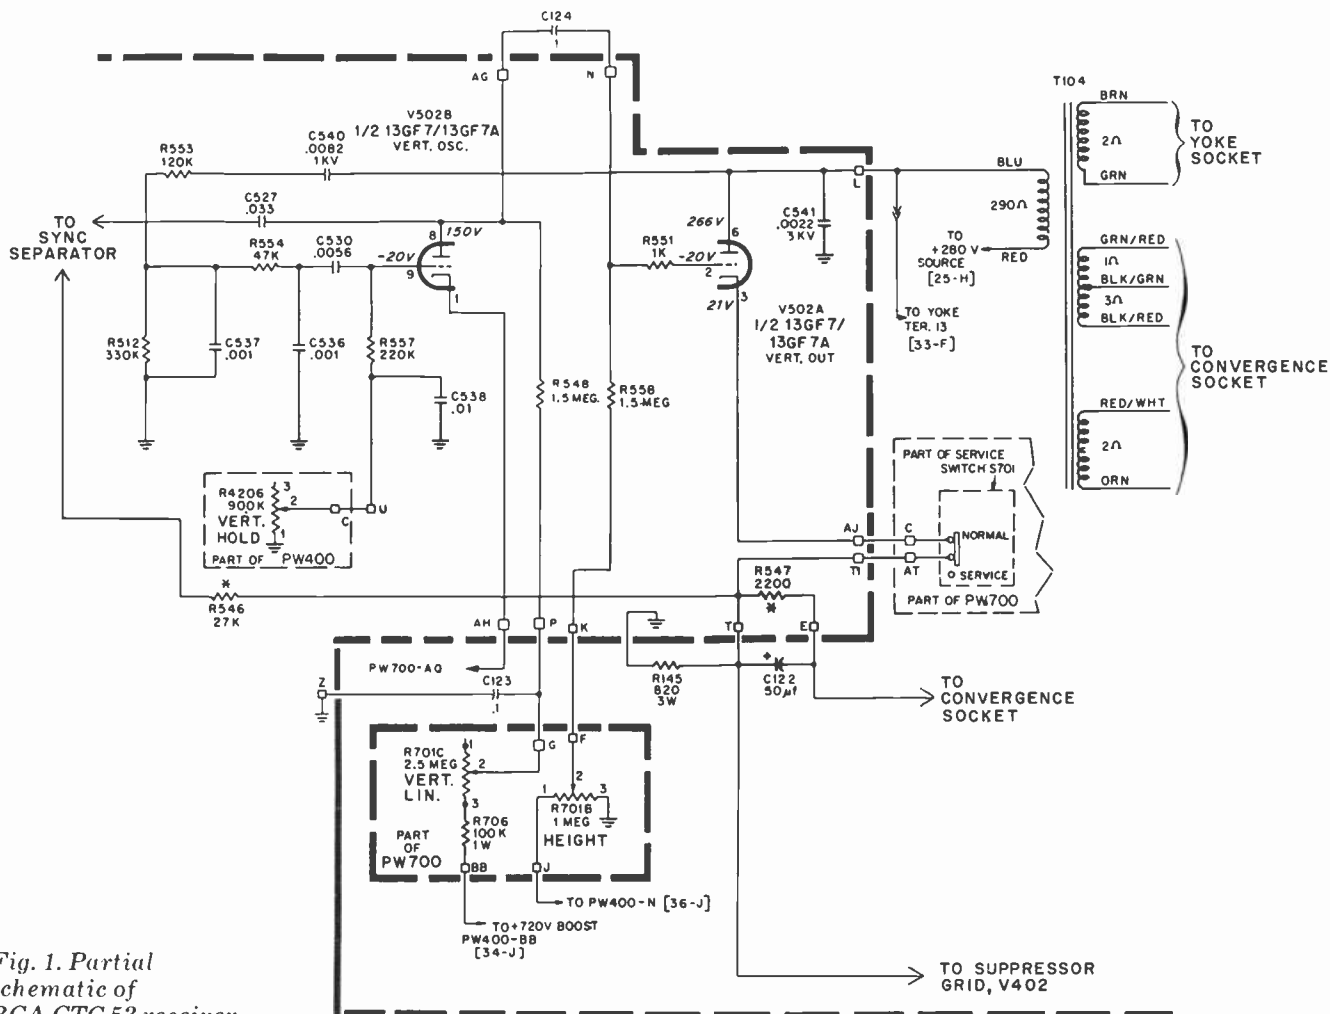 C124
.1
AG
N
T104
BRN
2Ω
GRN
TO
YOKE
SOCKET
V502B
1/2 13GF7/13GF7A
VERT. OSC.
R553
120K
C540
.0082
1KV
L
BLU
290Ω
RED
TO
+280 V
SOURCE
[25-H]
C527
.033
TO
SYNC
SEPARATOR
R554
47K
C530
.0056
8
150V
-20V
9
1
R551
1K
266V
6
-20V
2
21V
3
C541
.0022
3KV
V502A
1/2 13GF7/
13GF7A
VERT. OUT
TO YOKE
TER. 13
[33-F]
GRN/RED
1Ω
BLK/GRN
3Ω
BLK/RED
TO
CONVERGENCE
SOCKET
RED/WHT
2Ω
ORN
R512
330K
C537
.001
C536
.001
R557
220K
C538
.01
R548
1.5 MEG.
R558
1.5 MEG
PART OF SERVICE
SWITCH S701
NORMAL
SERVICE
AJ
C
T1
AT
PART OF PW700
R4206
900K
VERT.
HOLD
3
2
1
C
U
PART OF PW400
*
R546
27K
R547
2200
*
AH
P
K
T
E
PW700-AQ
Z
C123
.1
R145
820
3W
+
C122
50µf
TO
CONVERGENCE
SOCKET
R701C
2.5 MEG
VERT.
LIN.
1
2
3
G
F
R706
100K
1W
PART
OF
PW700
2
1
3
R701B
1 MEG
HEIGHT
BB
J
TO PW400-N [36-J]
TO+720V BOOST
PW400-BB
[34-J]
TO SUPPRESSOR
GRID, V402
Fig. 1. Partial
schematic of
RCA CTC 53 receiver